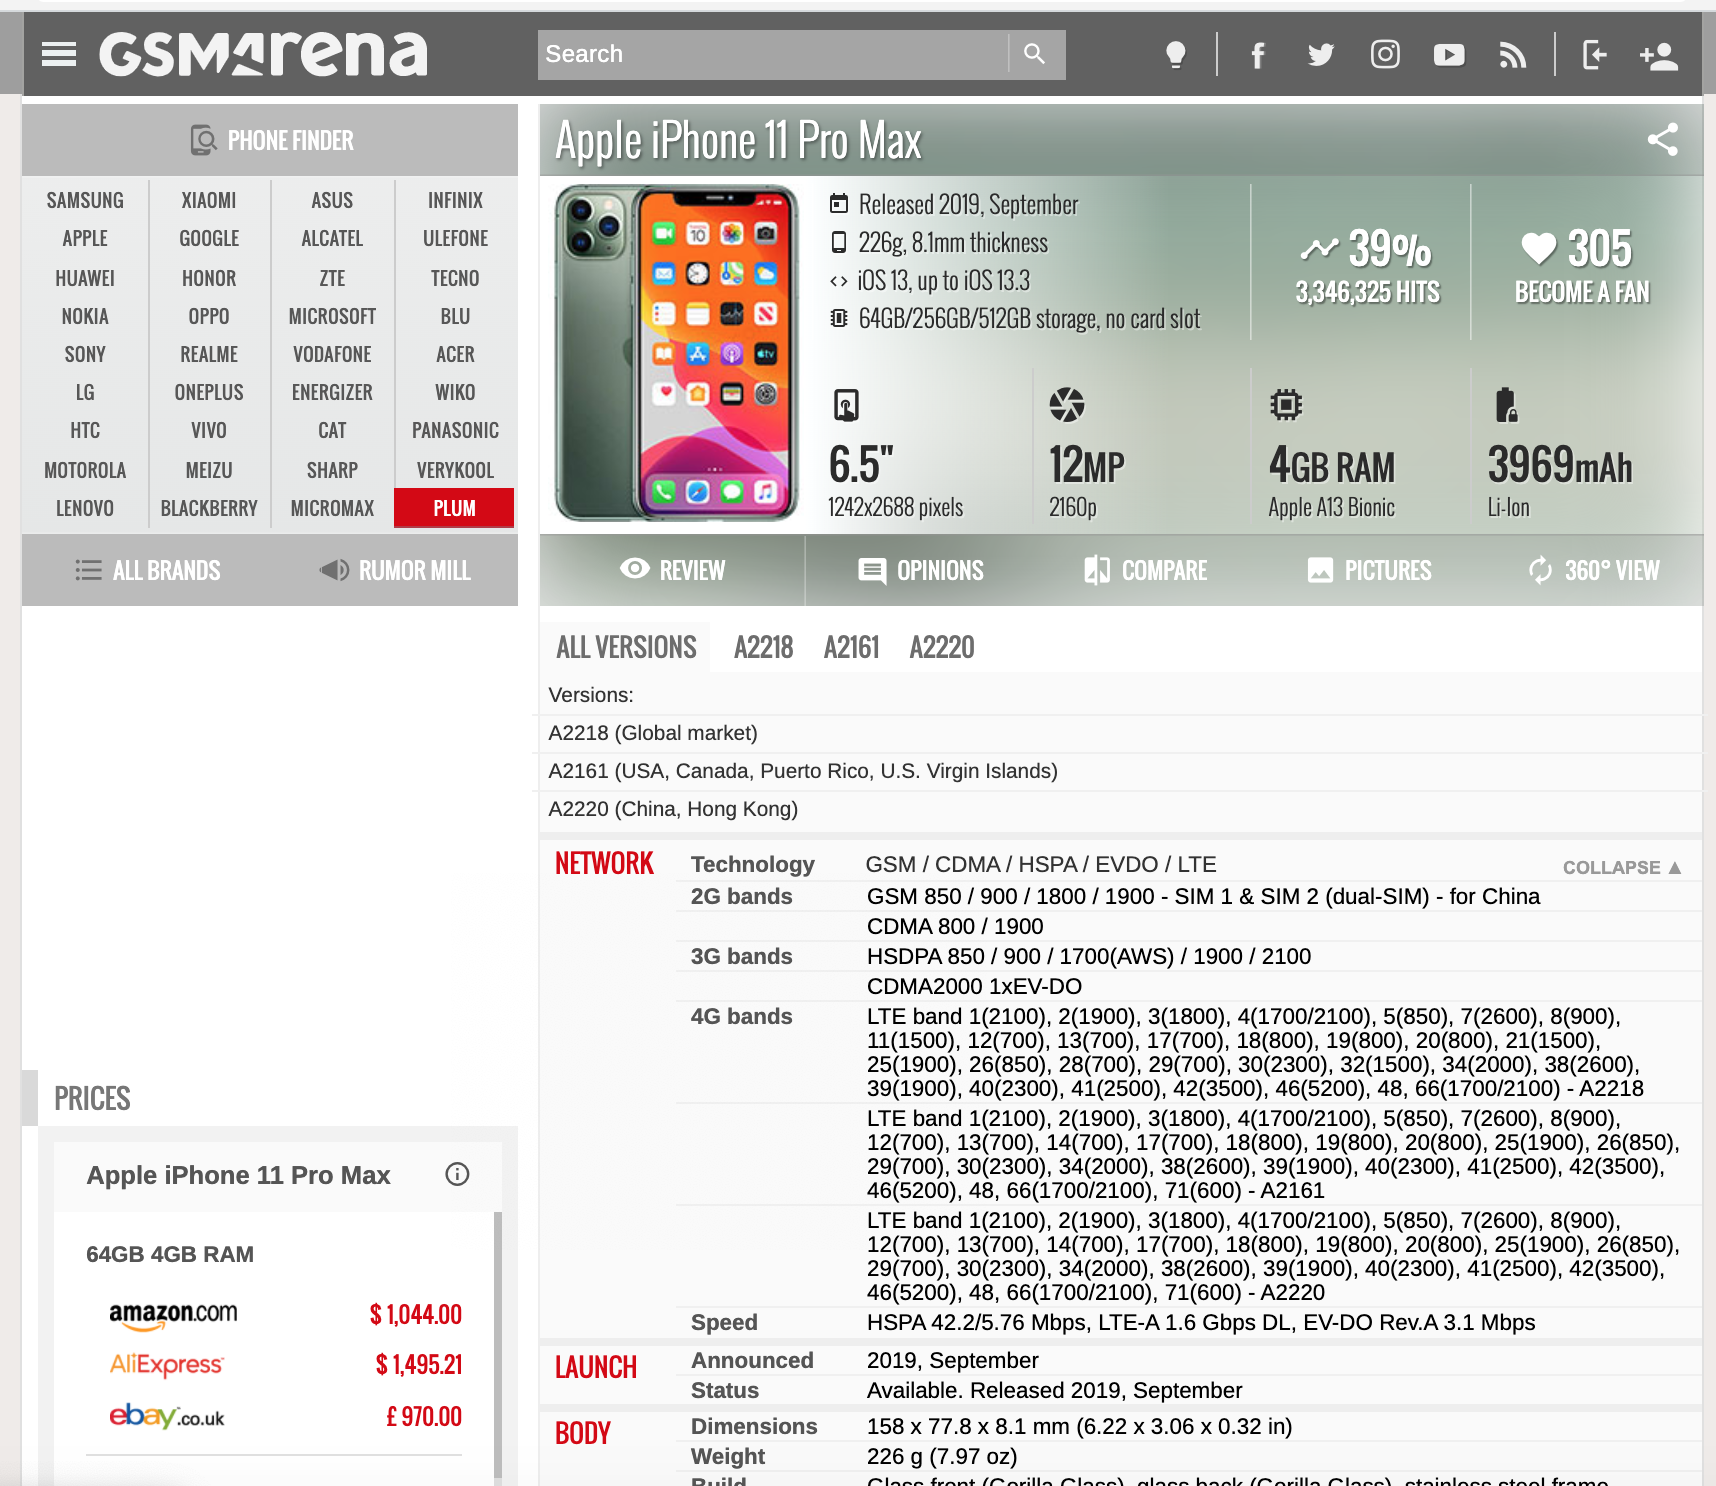 GSMArena
Search
PHONE FINDER
SAMSUNG XIAOMI ASUS INFINIX
APPLE GOOGLE ALCATEL ULEFONE
HUAWEI HONOR ZTE TECNO
NOKIA OPPO MICROSOFT BLU
SONY REALME VODAFONE ACER
LG ONEPLUS ENERGIZER WIKO
HTC VIVO CAT PANASONIC
MOTOROLA MEIZU SHARP VERYKOOL
LENOVO BLACKBERRY MICROMAX PLUM
ALL BRANDS RUMOR MILL
Apple iPhone 11 Pro Max
Released 2019, September
226g, 8.1mm thickness
iOS 13, up to iOS 13.3
64GB/256GB/512GB storage, no card slot
39%
3,346,325 HITS
305
BECOME A FAN
6.5"
1242x2688 pixels
12MP
2160p
4GB RAM
Apple A13 Bionic
3969mAh
Li-Ion
REVIEW OPINIONS COMPARE PICTURES 360° VIEW
ALL VERSIONS A2218 A2161 A2220
Versions:
A2218 (Global market)
A2161 (USA, Canada, Puerto Rico, U.S. Virgin Islands)
A2220 (China, Hong Kong)
NETWORK Technology GSM / CDMA / HSPA / EVDO / LTE COLLAPSE ▲
2G bands GSM 850 / 900 / 1800 / 1900 - SIM 1 & SIM 2 (dual-SIM) - for China
CDMA 800 / 1900
3G bands HSDPA 850 / 900 / 1700(AWS) / 1900 / 2100
CDMA2000 1xEV-DO
4G bands LTE band 1(2100), 2(1900), 3(1800), 4(1700/2100), 5(850), 7(2600), 8(900),
11(1500), 12(700), 13(700), 17(700), 18(800), 19(800), 20(800), 21(1500),
25(1900), 26(850), 28(700), 29(700), 30(2300), 32(1500), 34(2000), 38(2600),
39(1900), 40(2300), 41(2500), 42(3500), 46(5200), 48, 66(1700/2100) - A2218
LTE band 1(2100), 2(1900), 3(1800), 4(1700/2100), 5(850), 7(2600), 8(900),
12(700), 13(700), 14(700), 17(700), 18(800), 19(800), 20(800), 25(1900), 26(850),
29(700), 30(2300), 34(2000), 38(2600), 39(1900), 40(2300), 41(2500), 42(3500),
46(5200), 48, 66(1700/2100), 71(600) - A2161
LTE band 1(2100), 2(1900), 3(1800), 4(1700/2100), 5(850), 7(2600), 8(900),
12(700), 13(700), 14(700), 17(700), 18(800), 19(800), 20(800), 25(1900), 26(850),
29(700), 30(2300), 34(2000), 38(2600), 39(1900), 40(2300), 41(2500), 42(3500),
46(5200), 48, 66(1700/2100), 71(600) - A2220
Speed HSPA 42.2/5.76 Mbps, LTE-A 1.6 Gbps DL, EV-DO Rev.A 3.1 Mbps
LAUNCH Announced 2019, September
Status Available. Released 2019, September
BODY Dimensions 158 x 77.8 x 8.1 mm (6.22 x 3.06 x 0.32 in)
Weight 226 g (7.97 oz)
Build Glass front (Gorilla Glass), glass back (Gorilla Glass), stainless steel frame
PRICES
Apple iPhone 11 Pro Max
64GB 4GB RAM
amazon.com $ 1,044.00
AliExpress $ 1,495.21
ebay.co.uk £ 970.00